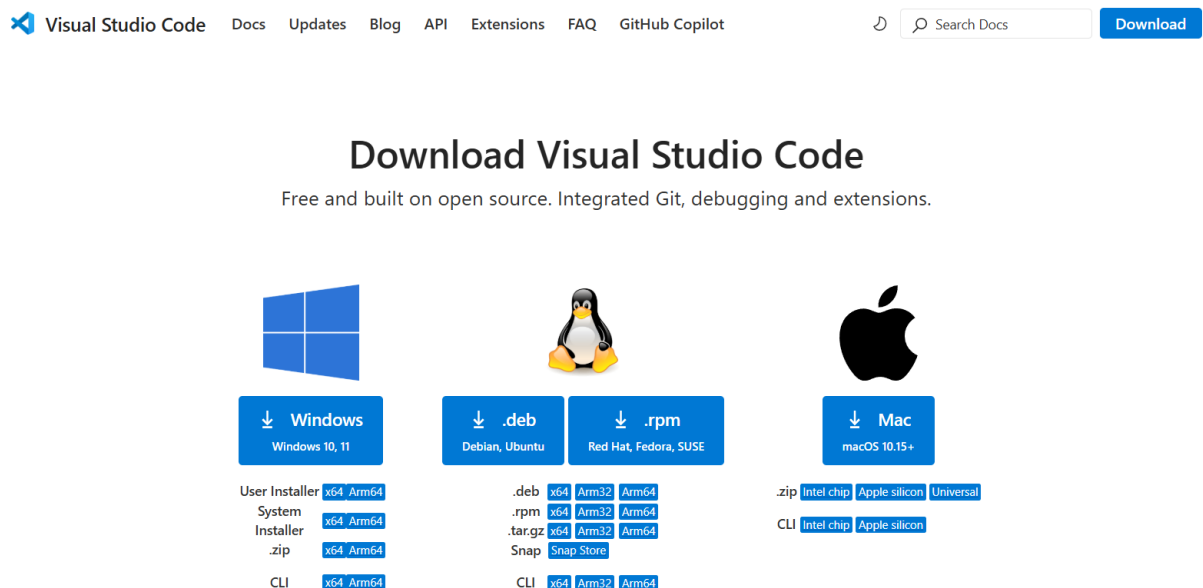 Visual Studio Code Docs Updates Blog API Extensions FAQ GitHub Copilot Search Docs Download
Download Visual Studio Code
Free and built on open source. Integrated Git, debugging and extensions.
Windows
Windows 10, 11
.deb
Debian, Ubuntu
.rpm
Red Hat, Fedora, SUSE
Mac
macOS 10.15+
User Installer x64 Arm64
System
Installer x64 Arm64
.zip x64 Arm64
CLI x64 Arm64
.deb x64 Arm32 Arm64
.rpm x64 Arm32 Arm64
.tar.gz x64 Arm32 Arm64
Snap Snap Store
CLI x64 Arm32 Arm64
.zip Intel chip Apple silicon Universal
CLI Intel chip Apple silicon